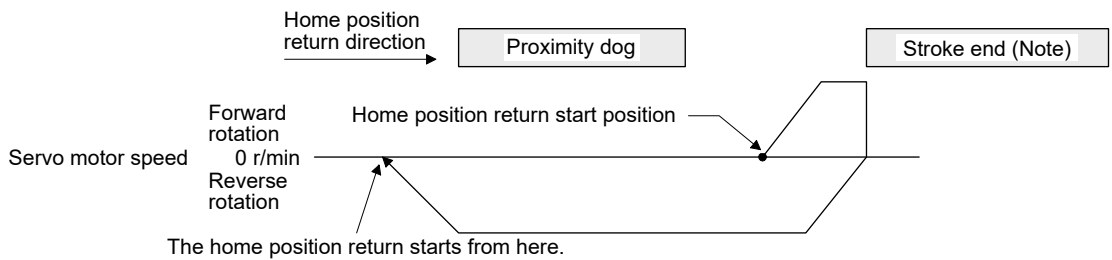 Home position
return direction
Proximity dog
Stroke end (Note)
Forward
rotation
Home position return start position
Servo motor speed
0 r/min
Reverse
rotation
The home position return starts from here.